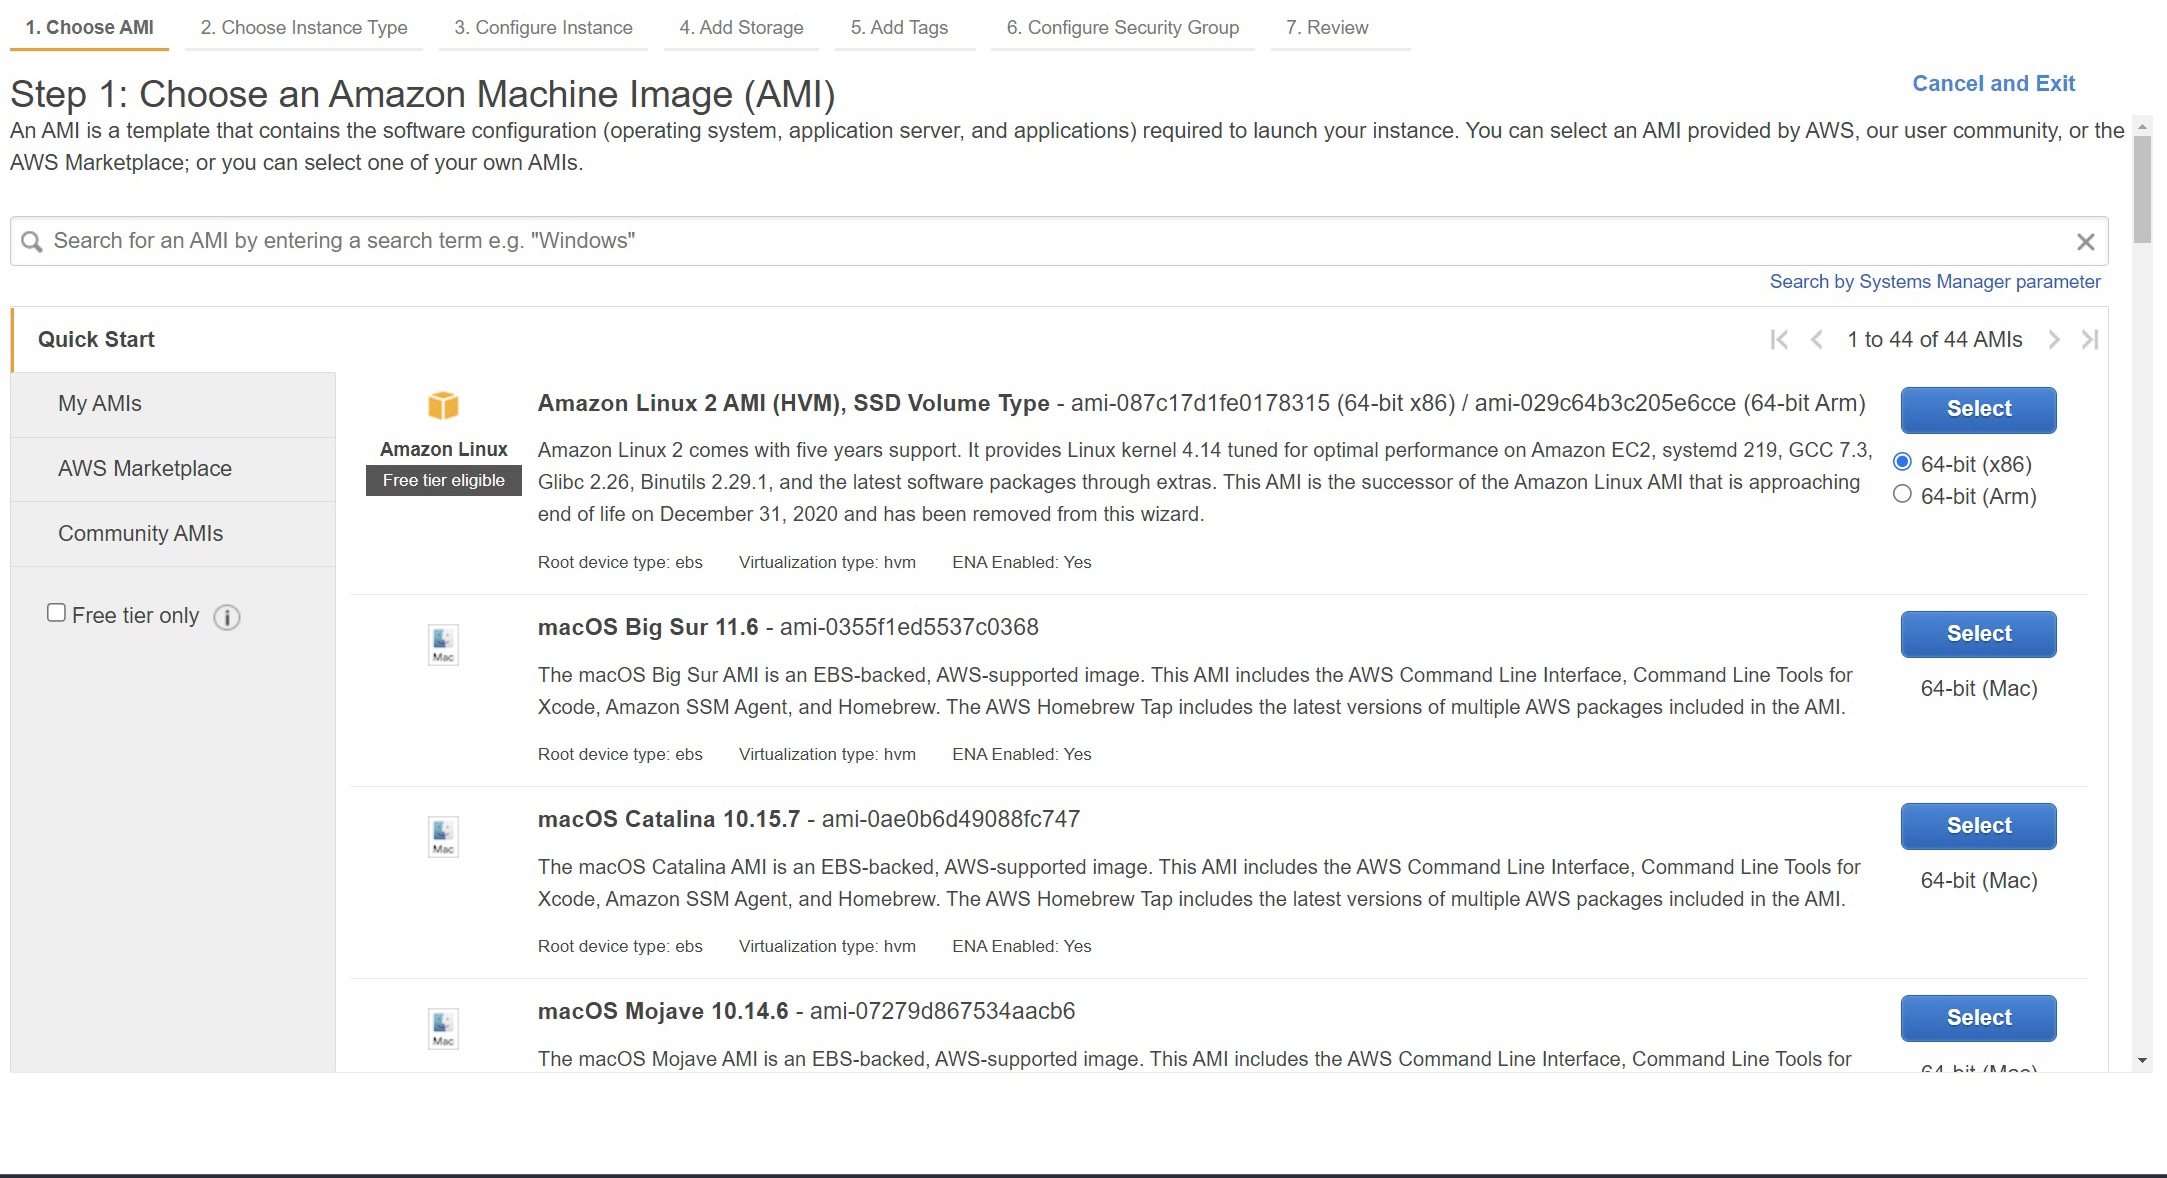 1. Choose AMI
2. Choose Instance Type
3. Configure Instance
4. Add Storage
5. Add Tags
6. Configure Security Group
7. Review
Step 1: Choose an Amazon Machine Image (AMI)
Cancel and Exit
An AMI is a template that contains the software configuration (operating system, application server, and applications) required to launch your instance. You can select an AMI provided by AWS, our user community, or the
AWS Marketplace; or you can select one of your own AMIs.
Search for an AMI by entering a search term e.g. "Windows"
Search by Systems Manager parameter
Quick Start
1 to 44 of 44 AMIs
My AMIs
AWS Marketplace
Community AMIs
Free tier only
Amazon Linux
Free tier eligible
Amazon Linux 2 AMI (HVM), SSD Volume Type - ami-087c17d1fe0178315 (64-bit x86) / ami-029c64b3c205e6cce (64-bit Arm)
Amazon Linux 2 comes with five years support. It provides Linux kernel 4.14 tuned for optimal performance on Amazon EC2, systemd 219, GCC 7.3,
Glibc 2.26, Binutils 2.29.1, and the latest software packages through extras. This AMI is the successor of the Amazon Linux AMI that is approaching
end of life on December 31, 2020 and has been removed from this wizard.
Root device type: ebs Virtualization type: hvm ENA Enabled: Yes
Select
64-bit (x86)
64-bit (Arm)
Mac
macOS Big Sur 11.6 - ami-0355f1ed5537c0368
The macOS Big Sur AMI is an EBS-backed, AWS-supported image. This AMI includes the AWS Command Line Interface, Command Line Tools for
Xcode, Amazon SSM Agent, and Homebrew. The AWS Homebrew Tap includes the latest versions of multiple AWS packages included in the AMI.
Root device type: ebs Virtualization type: hvm ENA Enabled: Yes
Select
64-bit (Mac)
Mac
macOS Catalina 10.15.7 - ami-0ae0b6d49088fc747
The macOS Catalina AMI is an EBS-backed, AWS-supported image. This AMI includes the AWS Command Line Interface, Command Line Tools for
Xcode, Amazon SSM Agent, and Homebrew. The AWS Homebrew Tap includes the latest versions of multiple AWS packages included in the AMI.
Root device type: ebs Virtualization type: hvm ENA Enabled: Yes
Select
64-bit (Mac)
Mac
macOS Mojave 10.14.6 - ami-07279d867534aacb6
The macOS Mojave AMI is an EBS-backed, AWS-supported image. This AMI includes the AWS Command Line Interface, Command Line Tools for
Select
64-bit (Mac)